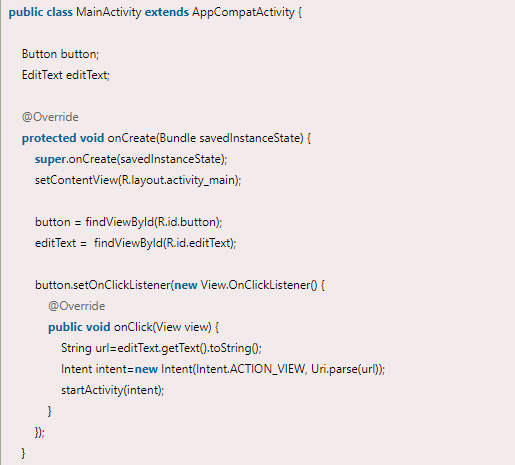 public class MainActivity extends AppCompatActivity {
Button button;
EditText editText;
@Override
protected void onCreate(Bundle savedInstanceState) {
super.onCreate(savedInstanceState);
setContentView(R.layout.activity_main);
button = findViewById(R.id.button);
editText =  findViewById(R.id.editText);
button.setOnClickListener(new View.OnClickListener() {
@Override
public void onClick(View view) {
String url=editText.getText().toString();
Intent intent=new Intent(Intent.ACTION_VIEW, Uri.parse(url));
startActivity(intent);
}
});
}